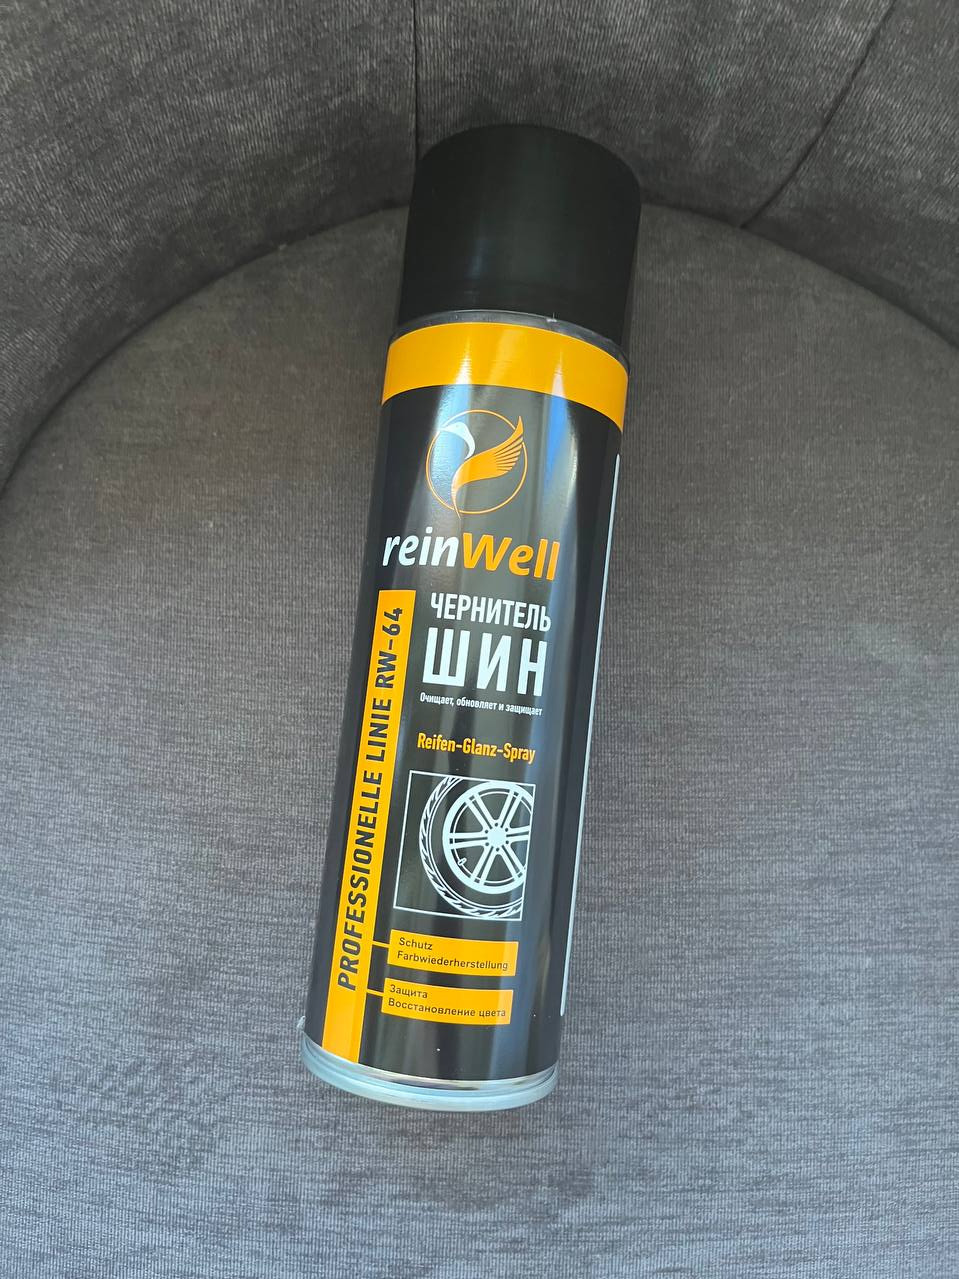 reinWell
ЧЕРНИТЕЛЬ
ШИН
Очищает, обновляет и защищает
Reifen-Glanz-Spray
PROFESSIONELLE LINIE RW-64
Schutz
Farbwiederherstellung
Защита
Восстановление цвета